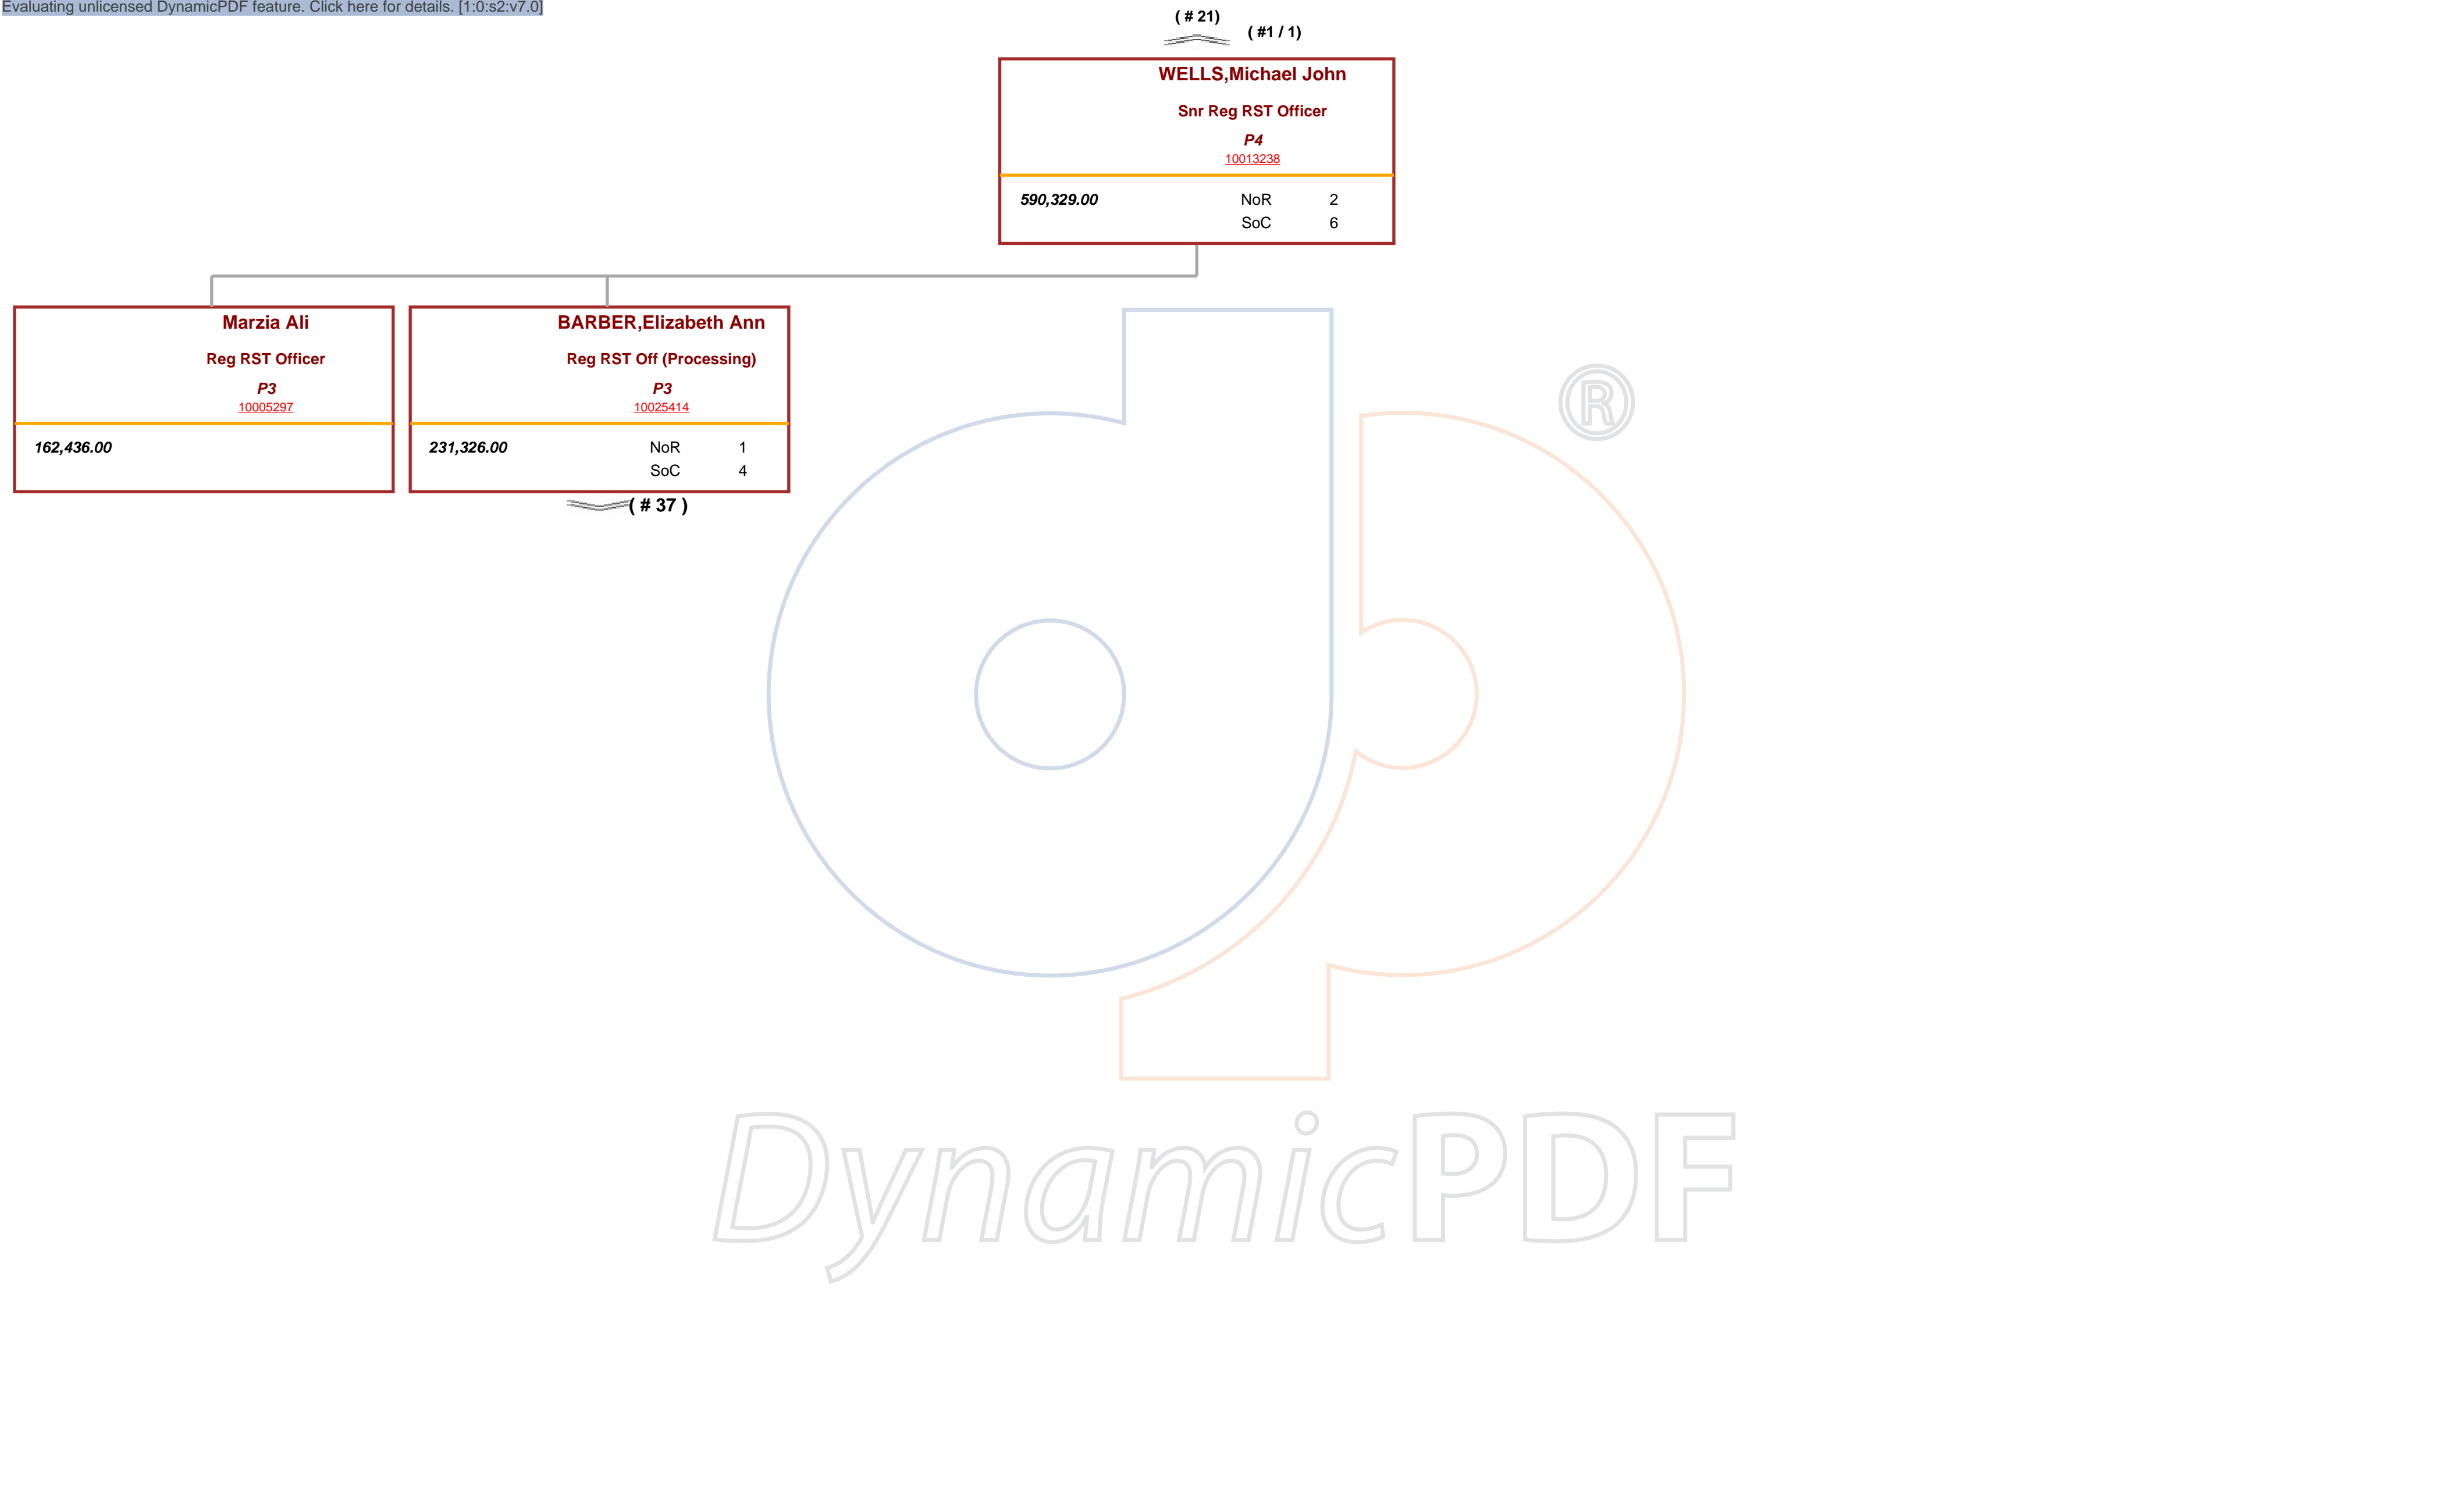 Evaluating unlicensed DynamicPDF feature. Click here for details. [1:0:s2:v7.0]
( # 21)
( #1 / 1)
WELLS,Michael John
Snr Reg RST Officer
P4
10013238
590,329.00 NoR 2
SoC 6
Marzia Ali
Reg RST Officer
P3
10005297
162,436.00
BARBER,Elizabeth Ann
Reg RST Off (Processing)
P3
10025414
231,326.00 NoR 1
SoC 4
( # 37 )
®
DynamicPDF